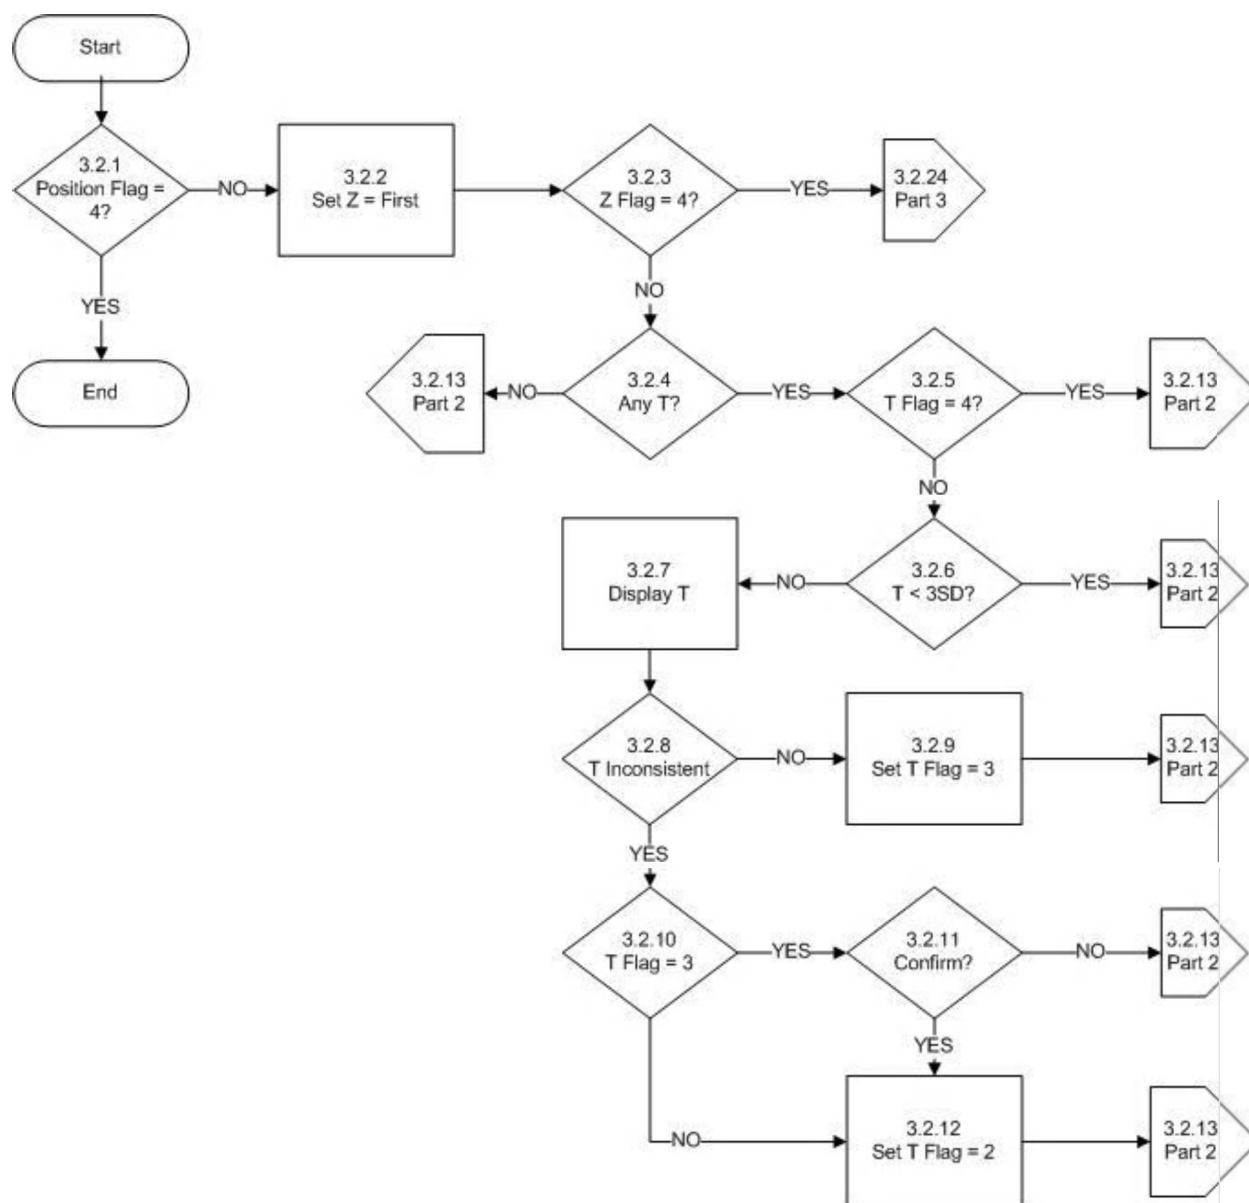 Start
3.2.1
Position Flag =
4?
NO
3.2.2
Set Z = First
3.2.3
Z Flag = 4?
YES
3.2.24
Part 3
YES
NO
End
3.2.13
Part 2
NO
3.2.4
Any T?
YES
3.2.5
T Flag = 4?
YES
3.2.13
Part 2
NO
3.2.7
Display T
NO
3.2.6
T < 3SD?
YES
3.2.13
Part 2
3.2.8
T Inconsistent
NO
3.2.9
Set T Flag = 3
3.2.13
Part 2
YES
3.2.10
T Flag = 3
YES
3.2.11
Confirm?
NO
3.2.13
Part 2
YES
NO
3.2.12
Set T Flag = 2
3.2.13
Part 2